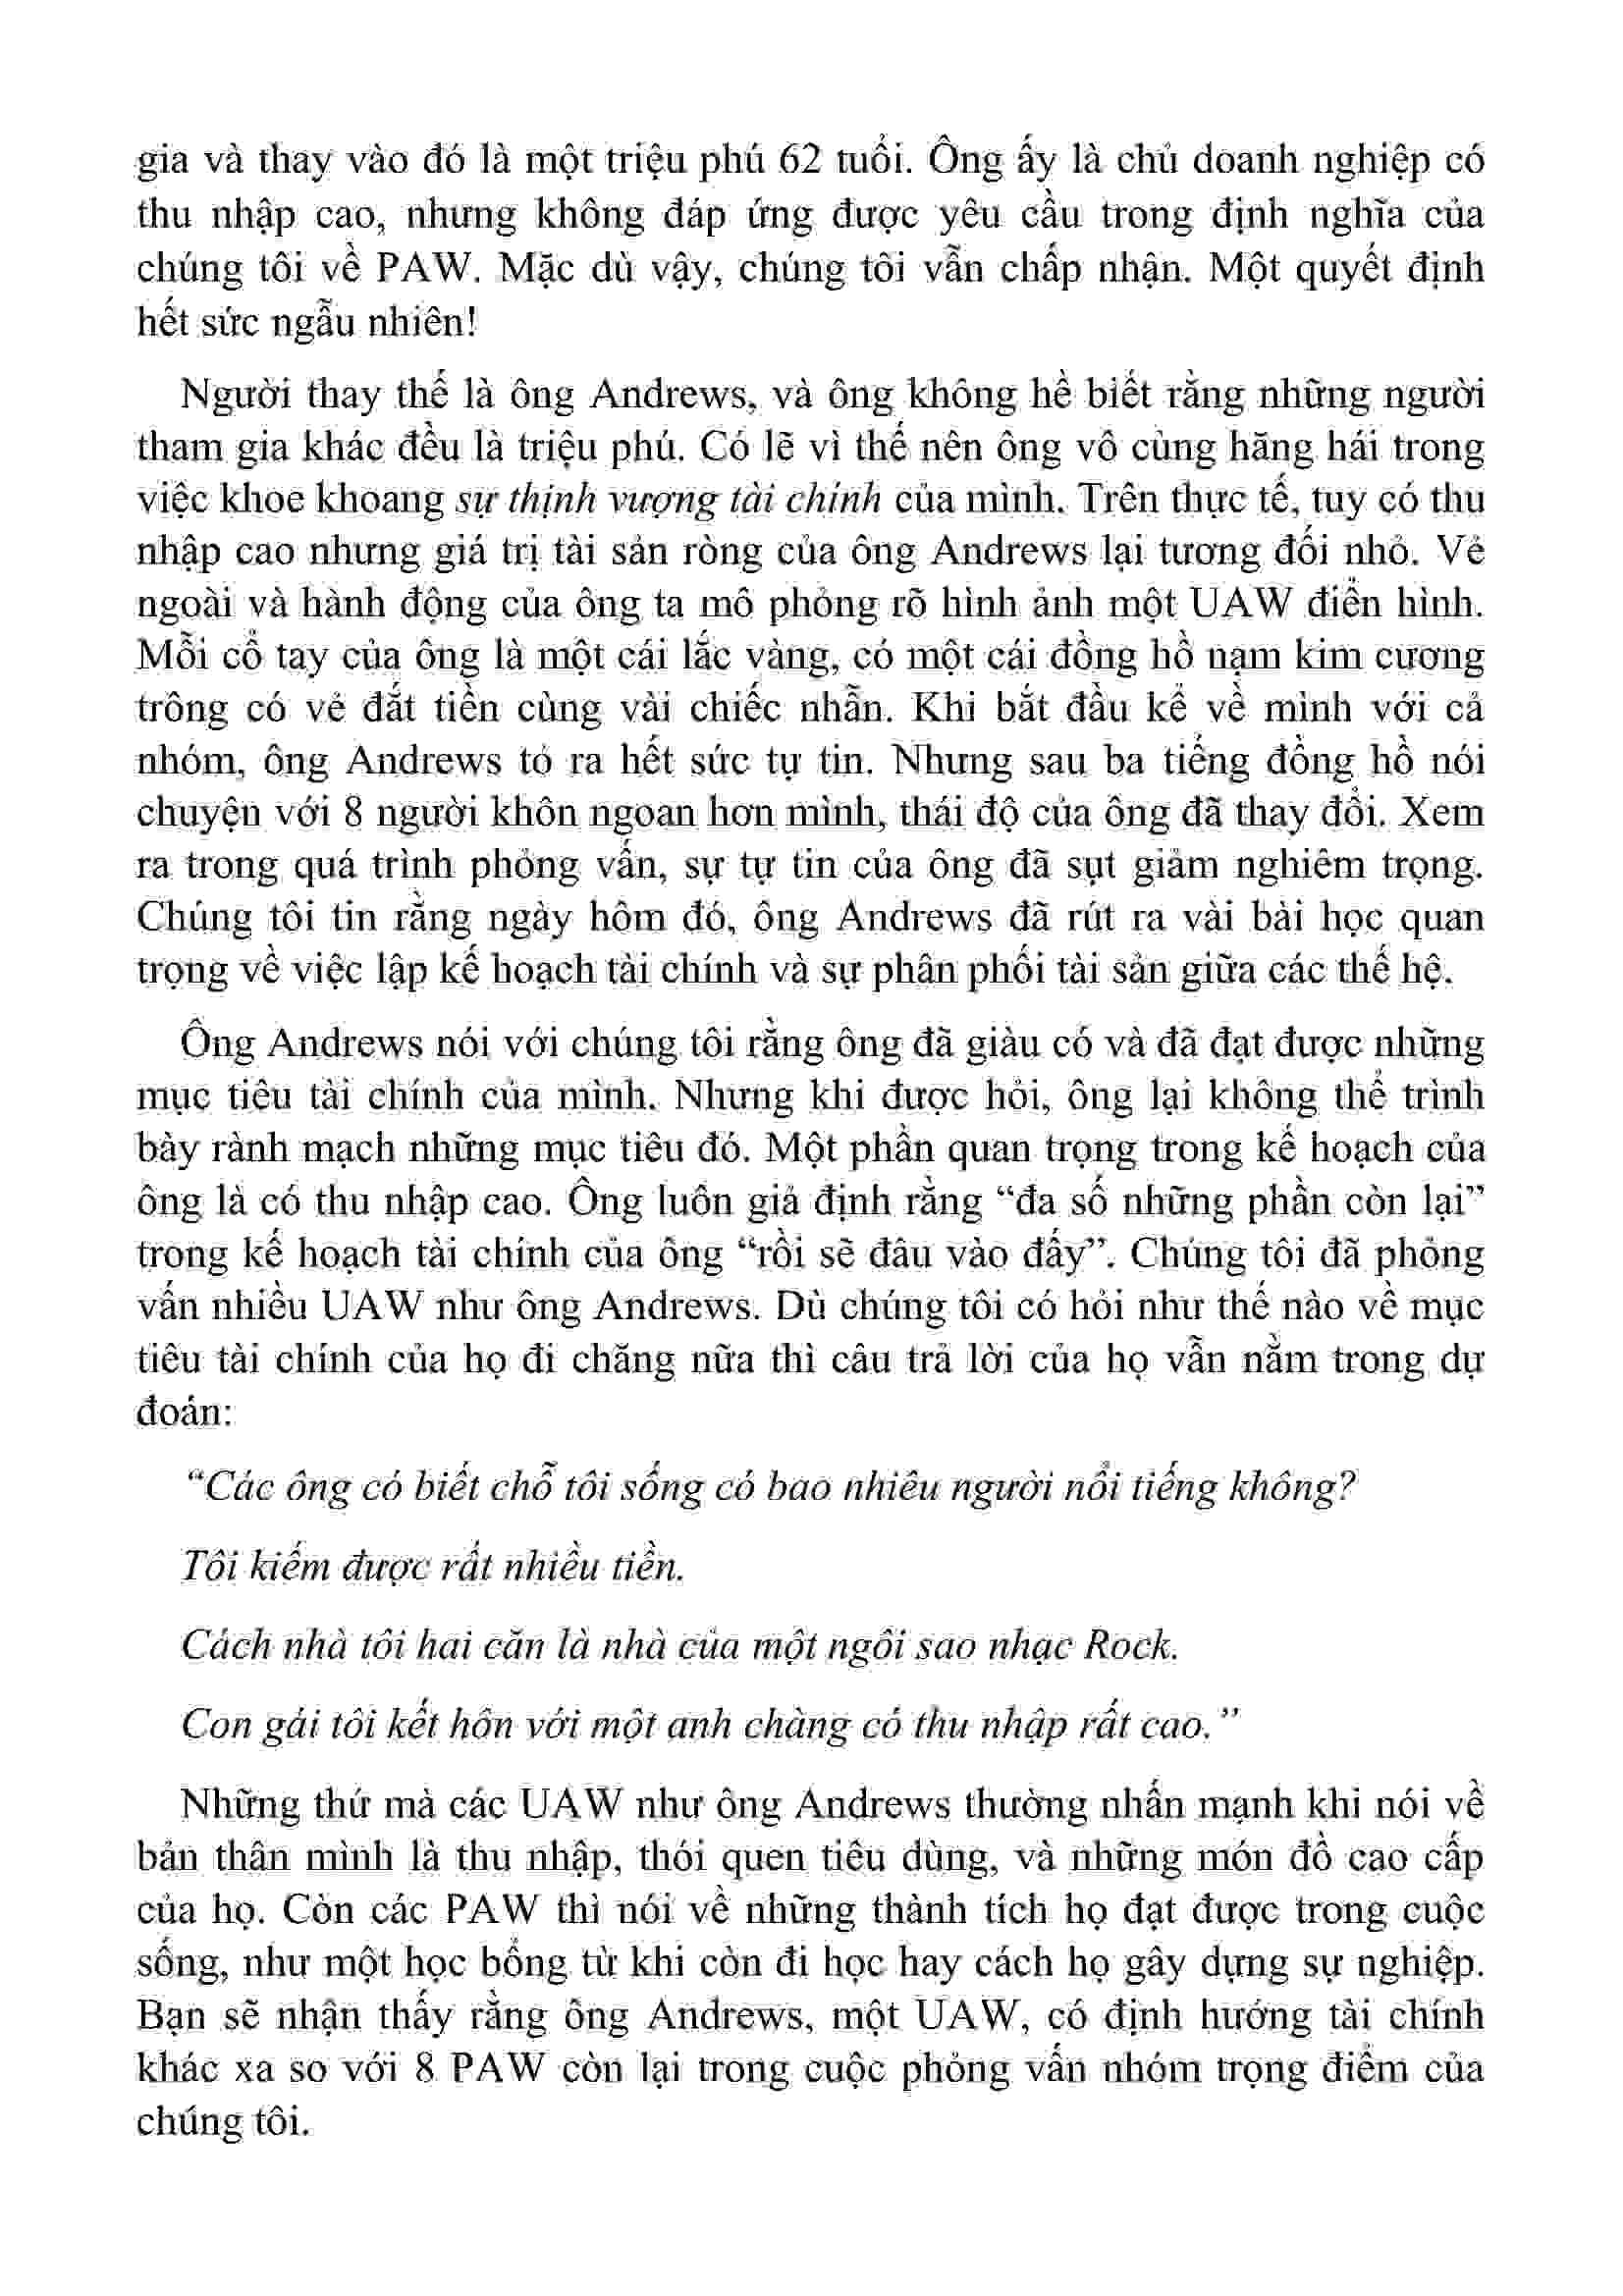 gia và thay vào đó là một triệu phú 62 tuổi. Ông ấy là chủ doanh nghiệp có
thu nhập cao, nhưng không đáp ứng được yêu cầu trong định nghĩa của
chúng tôi về PAW. Mặc dù vậy, chúng tôi vẫn chấp nhận. Một quyết định
hết sức ngẫu nhiên!
Người thay thế là ông Andrews, và ông không hề biết rằng những người
tham gia khác đều là triệu phú. Có lẽ vì thế nên ông vô cùng hăng hái trong
việc khoe khoang sự thịnh vượng tài chính của mình. Trên thực tế, tuy có thu
nhập cao nhưng giá trị tài sản ròng của ông Andrews lại tương đối nhỏ. Vẻ
ngoài và hành động của ông ta mô phỏng rõ hình ảnh một UAW điển hình.
Mỗi cổ tay của ông là một cái lắc vàng, có một cái đồng hồ nạm kim cương
trông có vẻ đắt tiền cùng vài chiếc nhẫn. Khi bắt đầu kể về mình với cả
nhóm, ông Andrews tỏ ra hết sức tự tin. Nhưng sau ba tiếng đồng hồ nói
chuyện với 8 người khôn ngoan hơn mình, thái độ của ông đã thay đổi. Xem
ra trong quá trình phỏng vấn, sự tự tin của ông đã sụt giảm nghiêm trọng.
Chúng tôi tin rằng ngày hôm đó, ông Andrews đã rút ra vài bài học quan
trọng về việc lập kế hoạch tài chính và sự phân phối tài sản giữa các thế hệ.
Ông Andrews nói với chúng tôi rằng ông đã giàu có và đã đạt được những
mục tiêu tài chính của mình. Nhưng khi được hỏi, ông lại không thể trình
bày rành mạch những mục tiêu đó. Một phần quan trọng trong kế hoạch của
ông là có thu nhập cao. Ông luôn giả định rằng “đa số những phần còn lại”
trong kế hoạch tài chính của ông “rồi sẽ đâu vào đấy”. Chúng tôi đã phỏng
vấn nhiều UAW như ông Andrews. Dù chúng tôi có hỏi như thế nào về mục
tiêu tài chính của họ đi chăng nữa thì câu trả lời của họ vẫn nằm trong dự
đoán:
“Các ông có biết chỗ tôi sống có bao nhiêu người nổi tiếng không?
Tôi kiếm được rất nhiều tiền.
Cách nhà tôi hai căn là nhà của một ngôi sao nhạc Rock.
Con gái tôi kết hôn với một anh chàng có thu nhập rất cao.”
Những thứ mà các UAW như ông Andrews thường nhấn mạnh khi nói về
bản thân mình là thu nhập, thói quen tiêu dùng, và những món đồ cao cấp
của họ. Còn các PAW thì nói về những thành tích họ đạt được trong cuộc
sống, như một học bổng từ khi còn đi học hay cách họ gây dựng sự nghiệp.
Bạn sẽ nhận thấy rằng ông Andrews, một UAW, có định hướng tài chính
khác xa so với 8 PAW còn lại trong cuộc phỏng vấn nhóm trọng điểm của
chúng tôi.